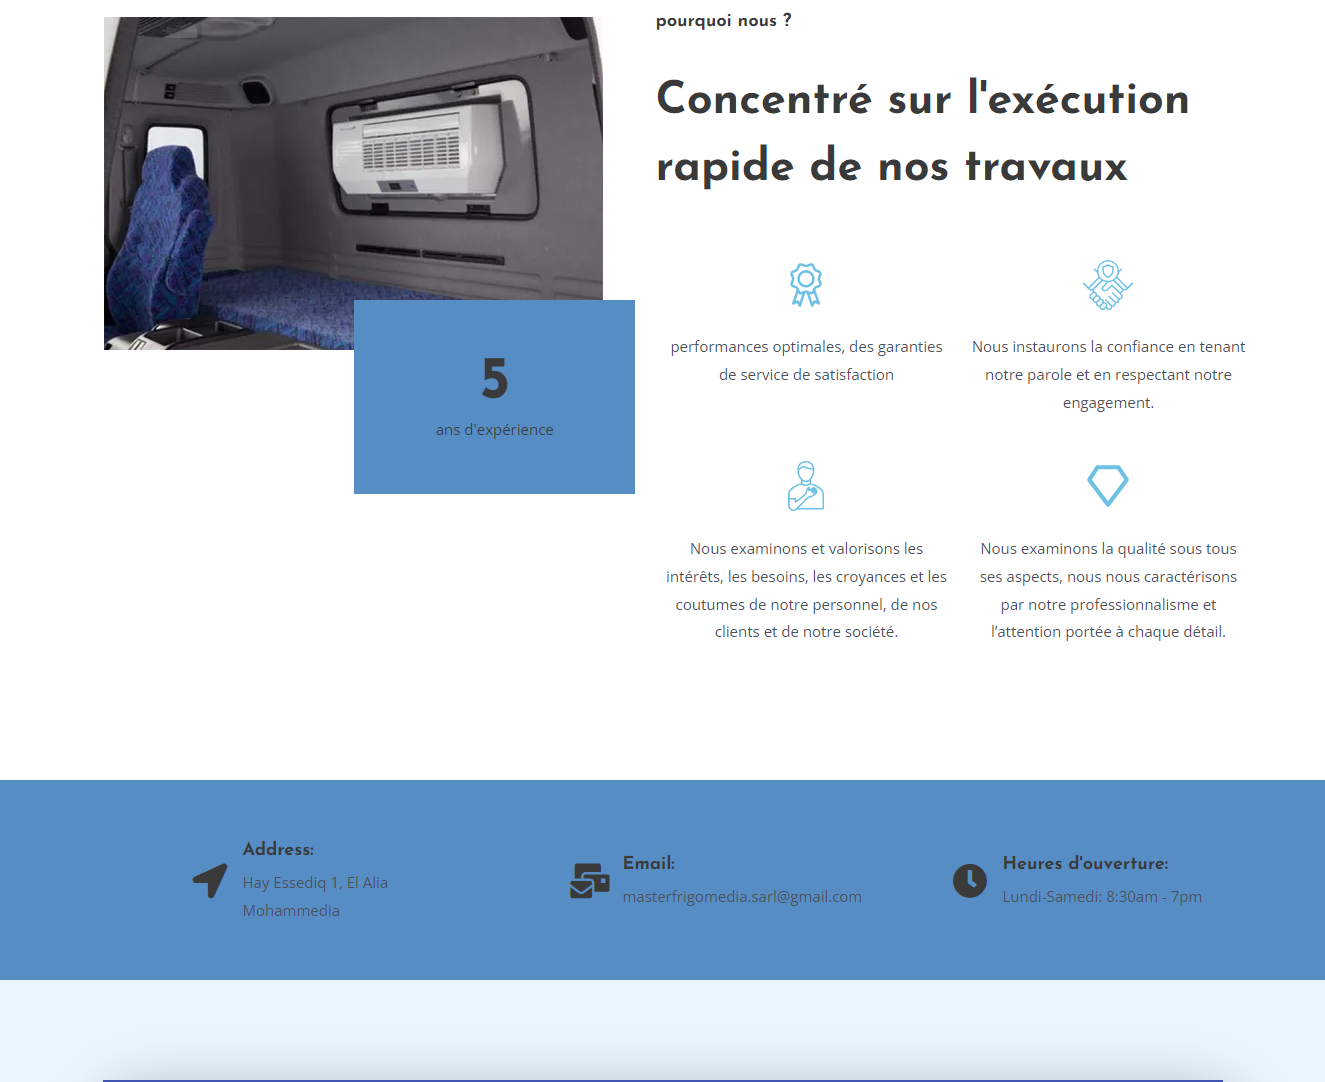 pourquoi nous ?
Concentré sur l'exécution
rapide de nos travaux
performances optimales, des garanties
de service de satisfaction
Nous instaurons la confiance en tenant
notre parole et en respectant notre
engagement.
5
ans d'expérience
Nous examinons et valorisons les
intérêts, les besoins, les croyances et les
coutumes de notre personnel, de nos
clients et de notre société.
Nous examinons la qualité sous tous
ses aspects, nous nous caractérisons
par notre professionnalisme et
l’attention portée à chaque détail.
Address:
Hay Essediq 1, El Alia
Mohammedia
Email:
masterfrigomedia.sarl@gmail.com
Heures d'ouverture:
Lundi-Samedi: 8:30am - 7pm